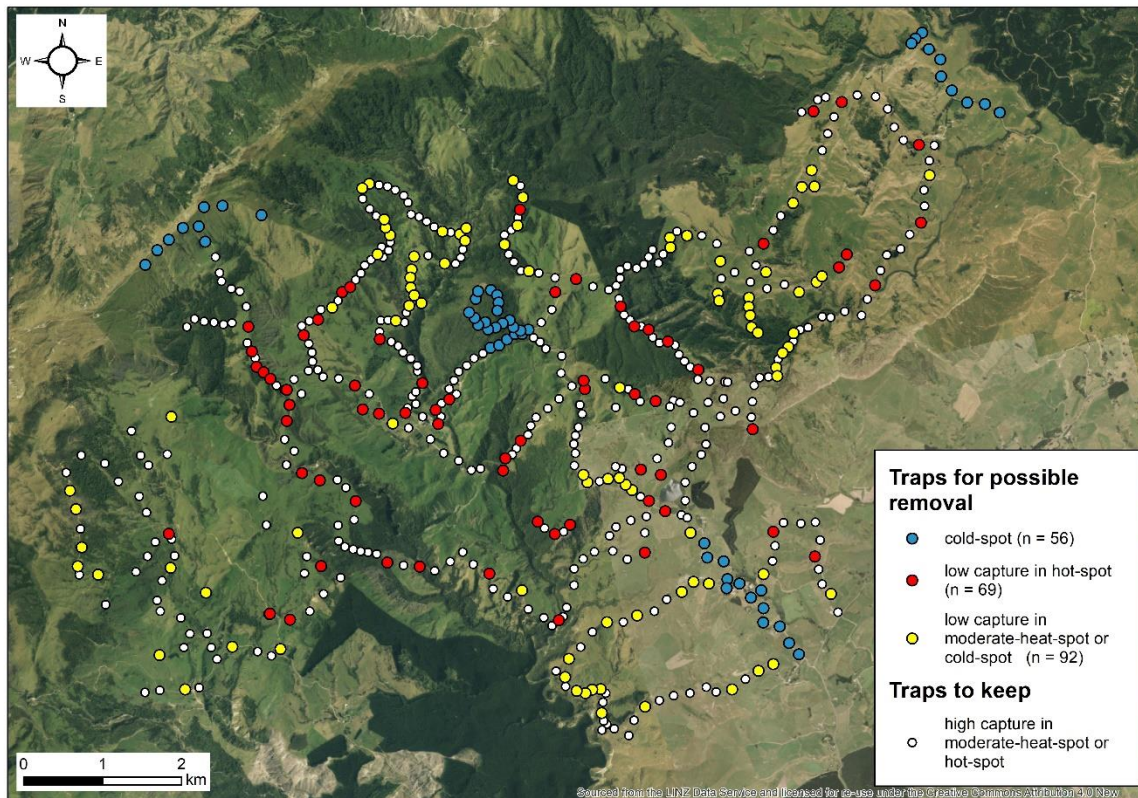 N
W E
S
Traps for possible
removal
cold-spot (n = 56)
low capture in hot-spot
(n = 69)
low capture in
moderate-heat-spot or
cold-spot (n = 92)
Traps to keep
high capture in
moderate-heat-spot or
hot-spot
0 1 2
km
Sourced from the LINZ Data Service and licensed for re-use under the Creative Commons Attribution 4.0 New